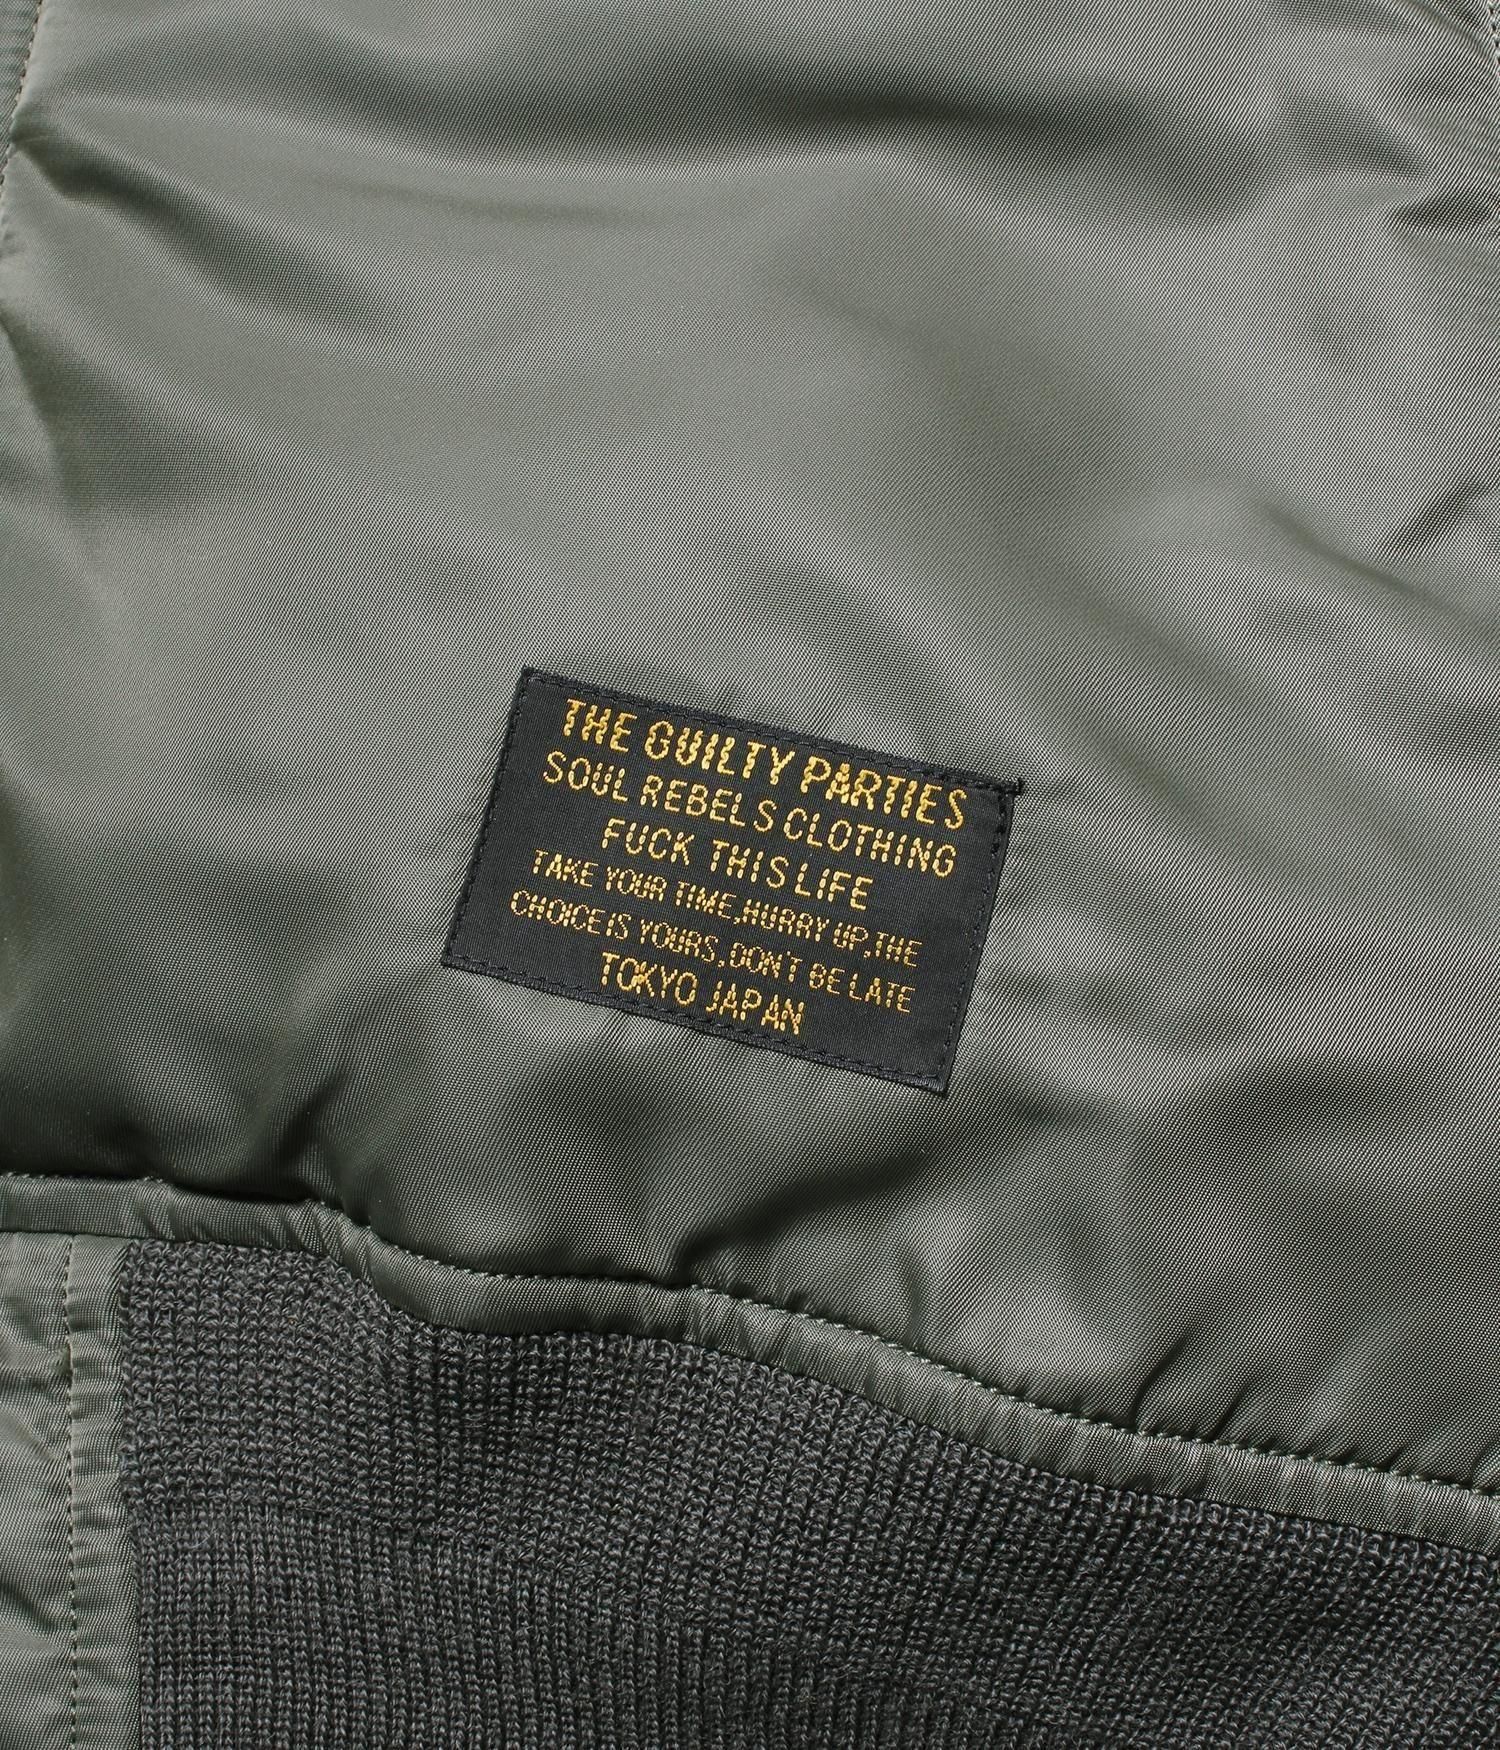 THE GUILTY PARTIES
SOUL REBELS CLOTHING
FUCK THIS LIFE
TAKE YOUR TIME,HURRY UP,THE
CHOICE IS YOURS,DON'T BE LATE
TOKYO JAPAN